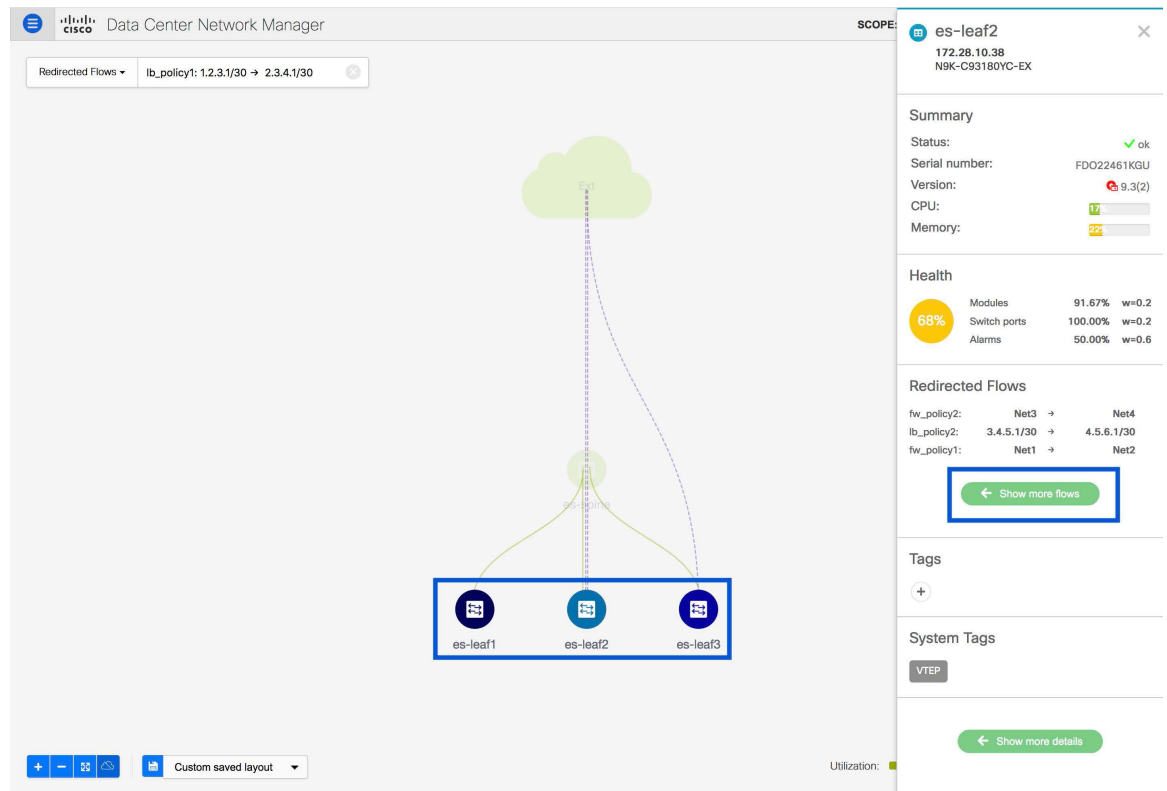 cisco Data Center Network Manager
SCOPE:
Redirected Flows
lb_policy1: 1.2.3.1/30 → 2.3.4.1/30
Ext
es-spine
es-leaf1
es-leaf2
es-leaf3
Custom saved layout
Utilization:
es-leaf2
172.28.10.38
N9K-C93180YC-EX
Summary
Status: ok
Serial number: FDO22461KGU
Version: 9.3(2)
CPU: 17%
Memory: 22%
Health
68%
Modules 91.67% w=0.2
Switch ports 100.00% w=0.2
Alarms 50.00% w=0.6
Redirected Flows
fw_policy2: Net3 → Net4
lb_policy2: 3.4.5.1/30 → 4.5.6.1/30
fw_policy1: Net1 → Net2
← Show more flows
Tags
+
System Tags
VTEP
← Show more details